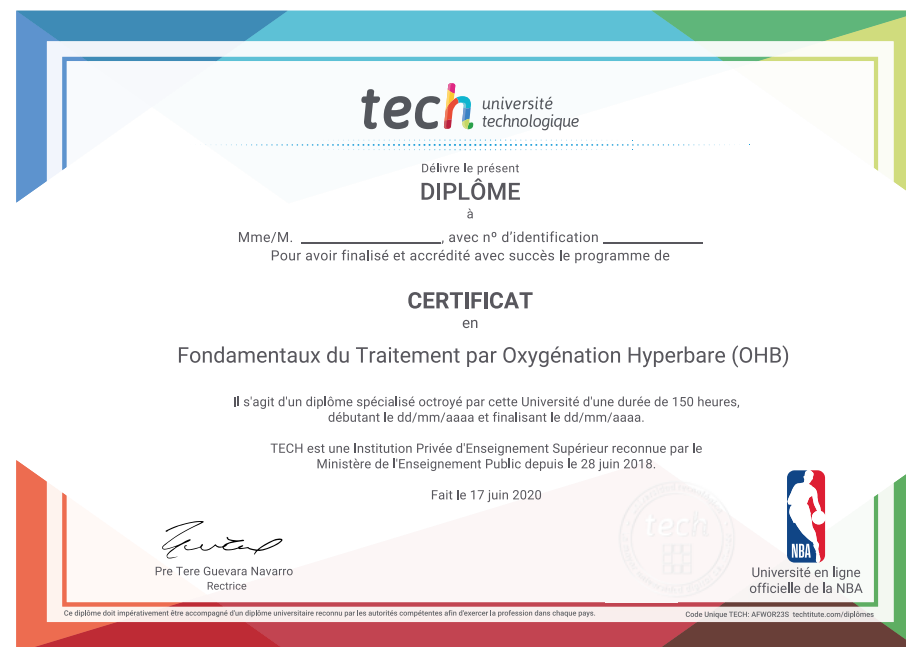 tech université
technologique
Délivre le présent
DIPLÔME
à
Mme/M. ____________________, avec nº d'identification ______________
Pour avoir finalisé et accrédité avec succès le programme de
CERTIFICAT
en
Fondamentaux du Traitement par Oxygénation Hyperbare (OHB)
Il s'agit d'un diplôme spécialisé octroyé par cette Université d'une durée de 150 heures,
débutant le dd/mm/aaaa et finalisant le dd/mm/aaaa.
TECH est une Institution Privée d'Enseignement Supérieur reconnue par le
Ministère de l'Enseignement Public depuis le 28 juin 2018.
Fait le 17 juin 2020
tech
NBA
Pre Tere Guevara Navarro
Rectrice
Université en ligne
officielle de la NBA
Ce diplôme doit impérativement être accompagné d'un diplôme universitaire reconnu par les autorités compétentes afin d'exercer la profession dans chaque pays.
Code Unique TECH: AFWOR23S techtitute.com/diplômes